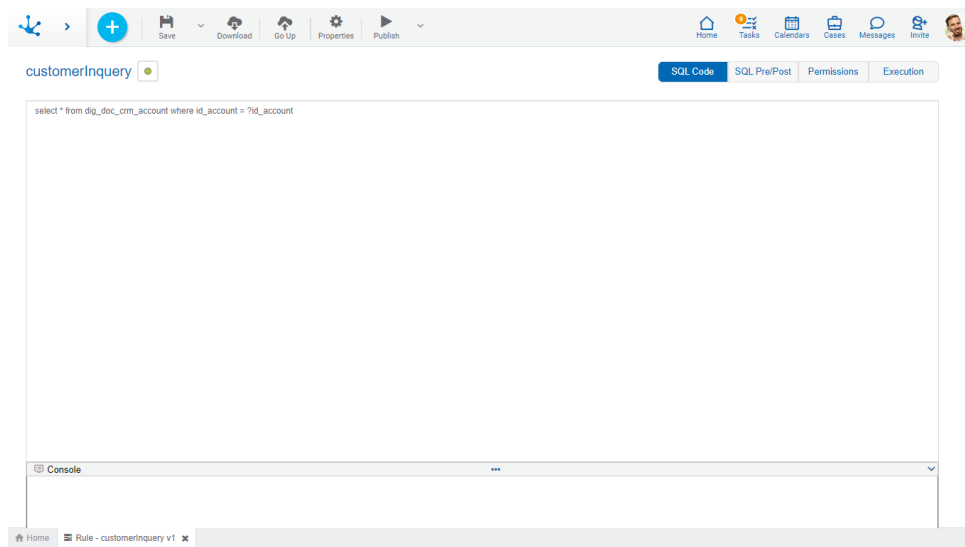 Save
Download
Go Up
Properties
Publish
Home
9
Tasks
Calendars
Cases
Messages
Invite
customerInquery
SQL Code
SQL Pre/Post
Permissions
Execution
select * from dig_doc_crm_account where id_account = ?id_account
Console
Home
Rule - customerInquery v1